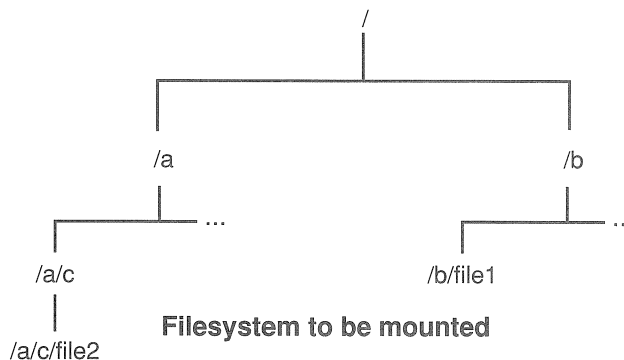 /
/a
/b
...
..
/a/c
/b/file1
Filesystem to be mounted
/a/c/file2